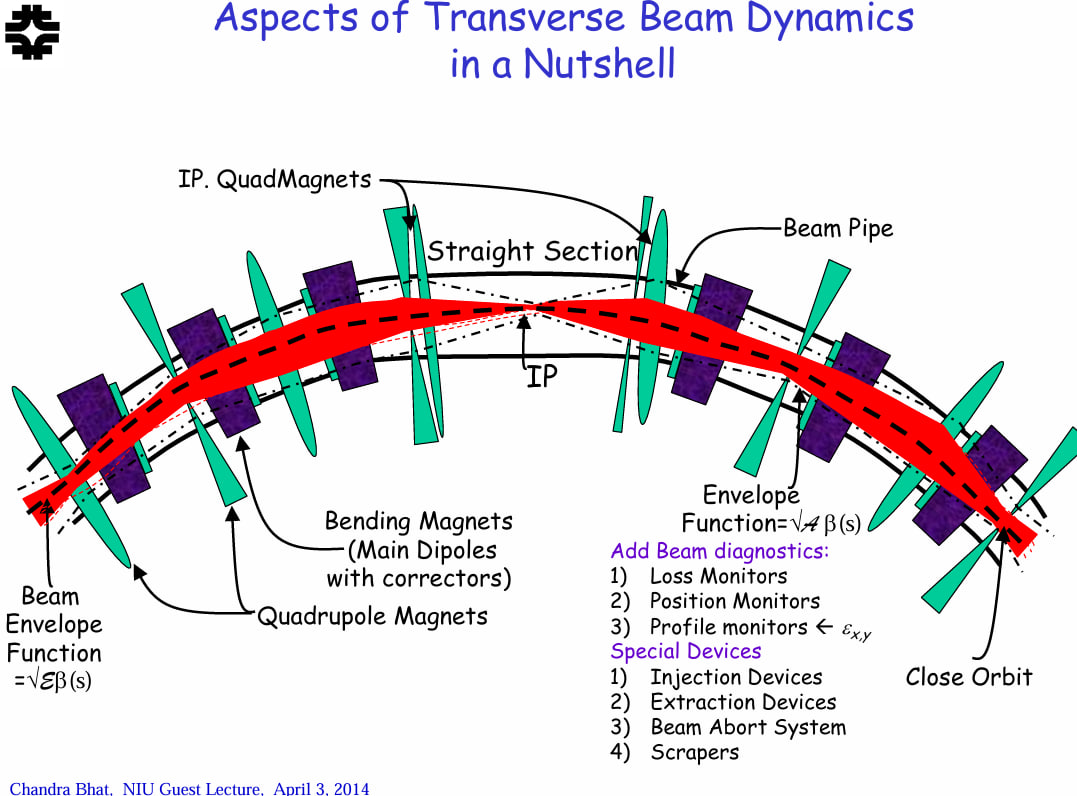 Aspects of Transverse Beam Dynamics
in a Nutshell
IP. QuadMagnets
Beam Pipe
Straight Section
IP
Envelope
Function=√𝒜 β(s)
Bending Magnets
(Main Dipoles
with correctors)
Quadrupole Magnets
Beam
Envelope
Function
=√ℰβ(s)
Add Beam diagnostics:
1) Loss Monitors
2) Position Monitors
3) Profile monitors ← εx,y
Special Devices
1) Injection Devices
2) Extraction Devices
3) Beam Abort System
4) Scrapers
Close Orbit
Chandra Bhat, NIU Guest Lecture, April 3, 2014